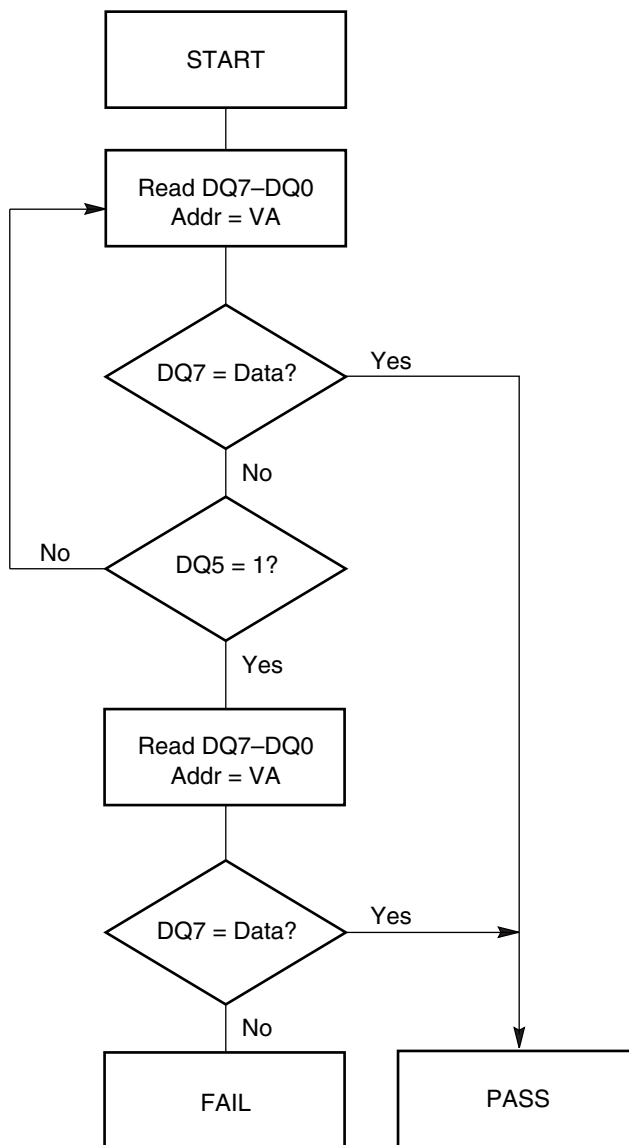 START
Read DQ7–DQ0
Addr = VA
DQ7 = Data?
Yes
No
DQ5 = 1?
No
Yes
Read DQ7–DQ0
Addr = VA
DQ7 = Data?
Yes
No
FAIL
PASS